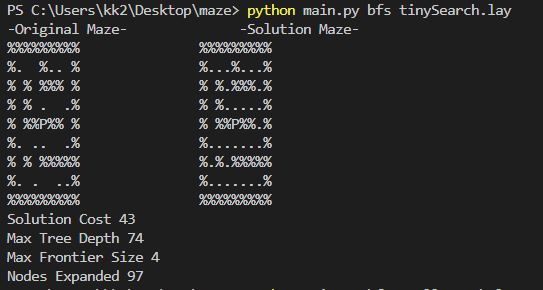 PS C:\Users\kk2\Desktop\maze> python main.py bfs tinySearch.lay
-Original Maze-                -Solution Maze-
%%%%%%%%%                %%%%%%%%%
%.  %.. %                %...%...%
% % %%% %                % %.%%%.%
% %  .  .%                % %.....%
% %%P%% %                % %%P%%.%
%. ..  .%                %.......%
% % %%%%%                %.%.%%%%%
%. .  ..%                %.......%
%%%%%%%%%                %%%%%%%%%
Solution Cost 43
Max Tree Depth 74
Max Frontier Size 4
Nodes Expanded 97